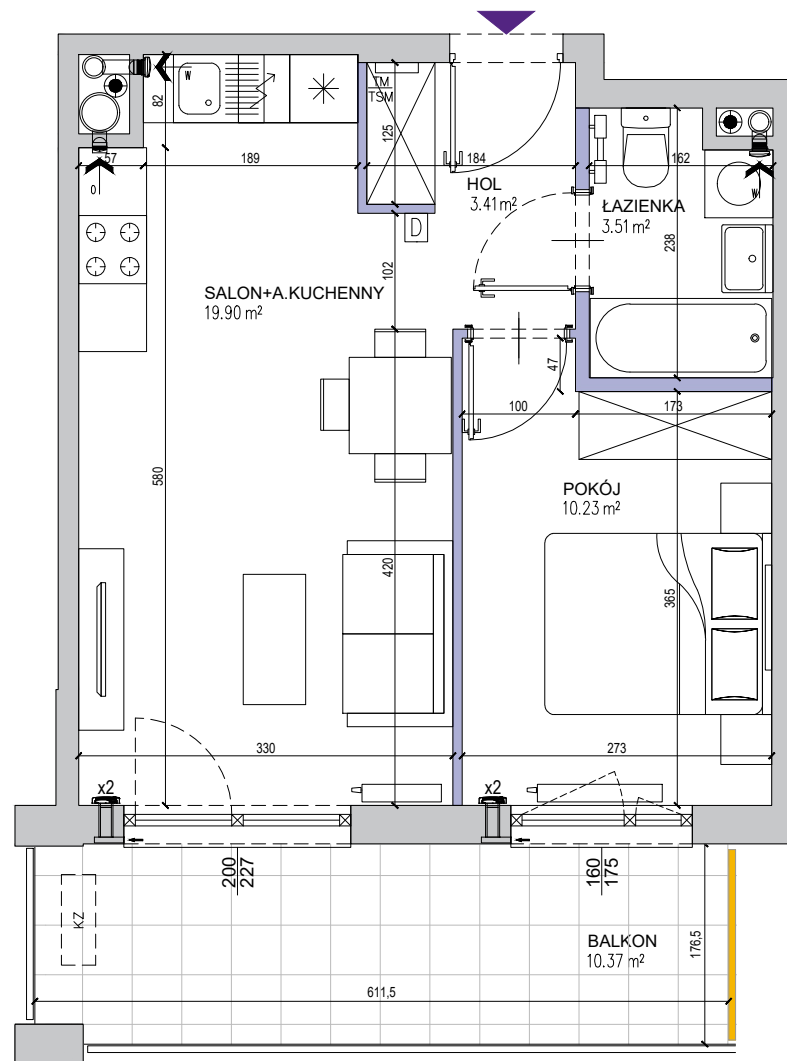 W
82
TM
TSM
125
57
189
184
162
HOL
3.41 m²
ŁAZIENKA
3.51 m²
W
0
D
238
102
SALON+A.KUCHENNY
19.90 m²
47
100
173
580
POKÓJ
10.23 m²
420
365
330
273
x2
x2
200
227
160
175
KZ
BALKON
10.37 m²
176,5
611,5